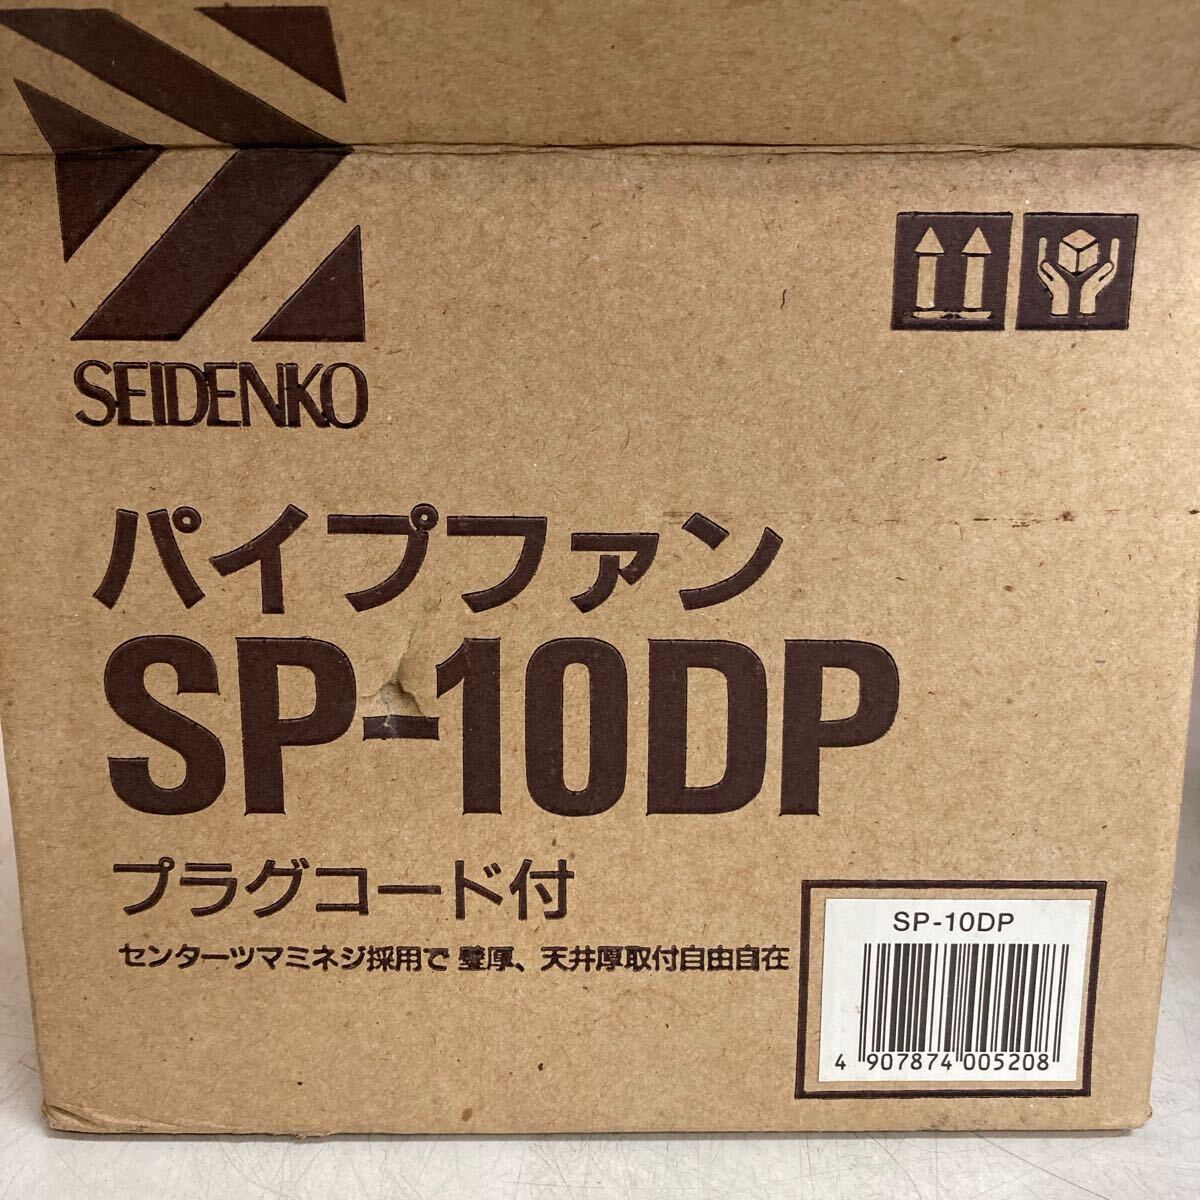 SEIDENKO
パイプファン
SP-10DP
プラグコード付
センターツマミネジ採用で 壁厚、天井厚取付自由自在
SP-10DP
4 907874 005208